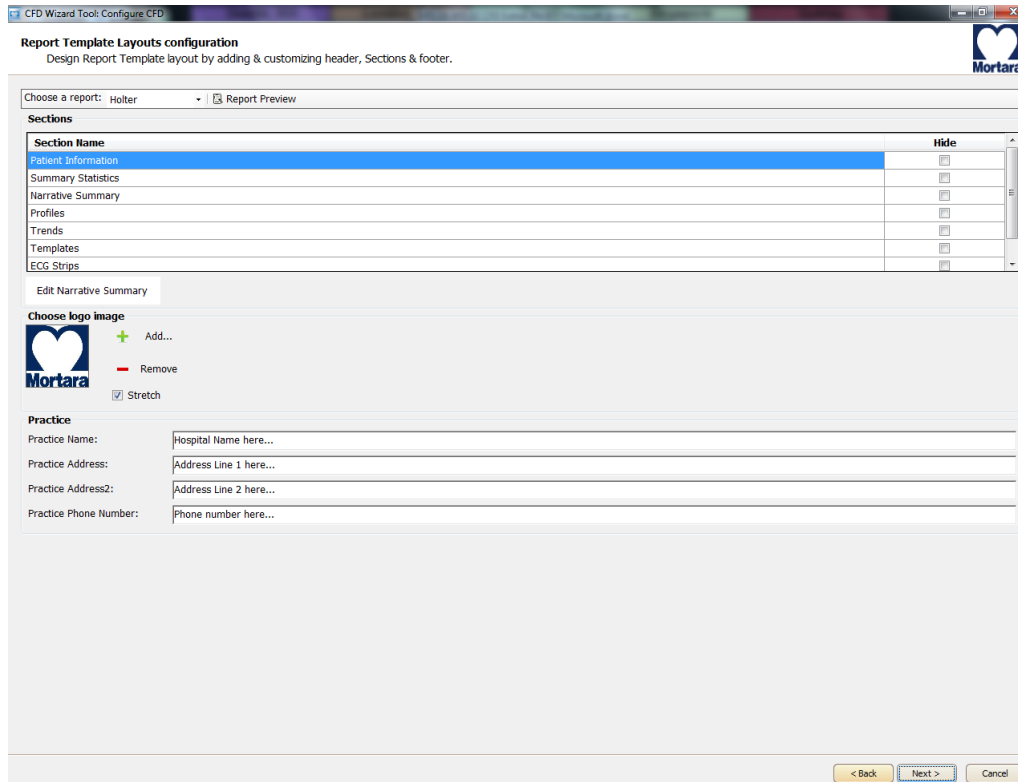 CFD Wizard Tool: Configure CFD
Report Template Layouts configuration
Design Report Template layout by adding & customizing header, Sections & footer.
Mortara
Choose a report: Holter Report Preview
Sections
Section Name Hide
Patient Information
Summary Statistics
Narrative Summary
Profiles
Trends
Templates
ECG Strips
Edit Narrative Summary
Choose logo image
Mortara
Add...
Remove
Stretch
Practice
Practice Name: Hospital Name here...
Practice Address: Address Line 1 here...
Practice Address2: Address Line 2 here...
Practice Phone Number: Phone number here...
< Back Next > Cancel